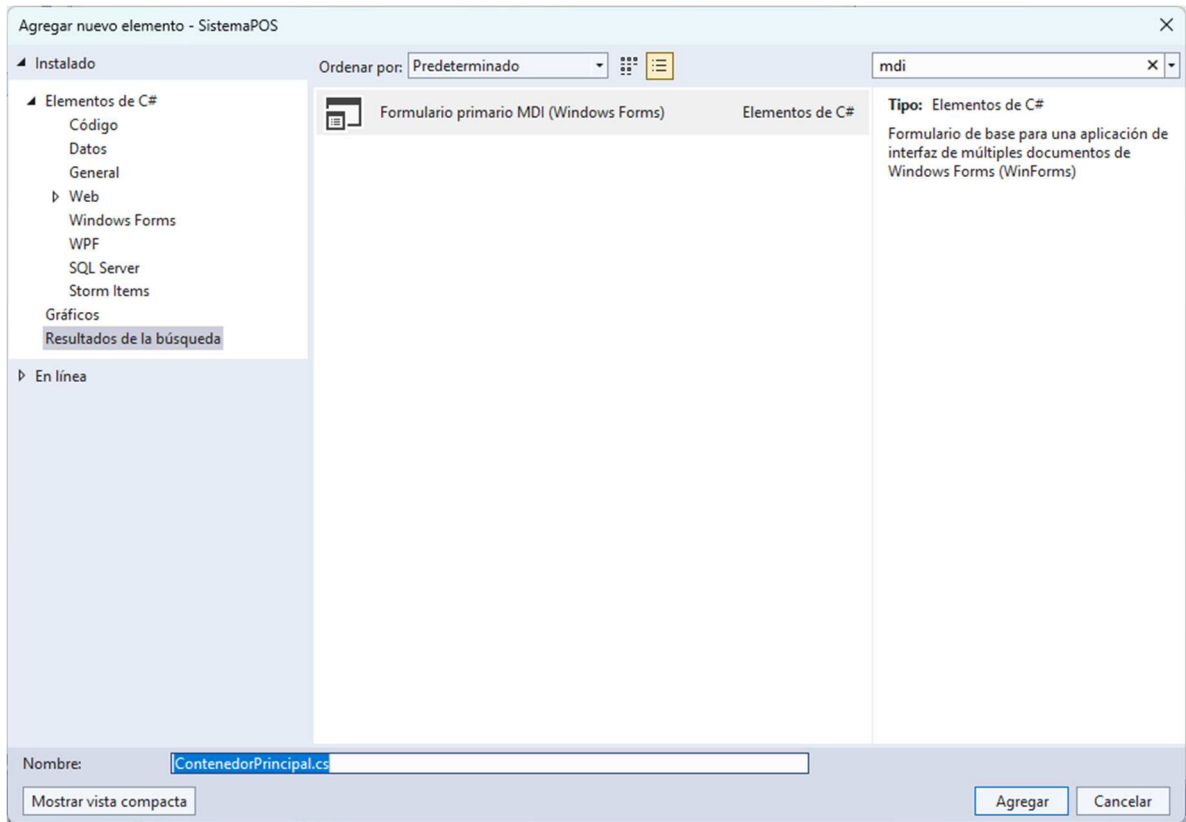 Agregar nuevo elemento - SistemaPOS
Instalado
Ordenar por: Predeterminado
mdi
Elementos de C#
Código
Datos
General
Web
Windows Forms
WPF
SQL Server
Storm Items
Gráficos
Resultados de la búsqueda
En línea
Formulario primario MDI (Windows Forms) Elementos de C#
Tipo: Elementos de C#
Formulario de base para una aplicación de
interfaz de múltiples documentos de
Windows Forms (WinForms)
Nombre: ContenedorPrincipal.cs
Mostrar vista compacta
Agregar Cancelar